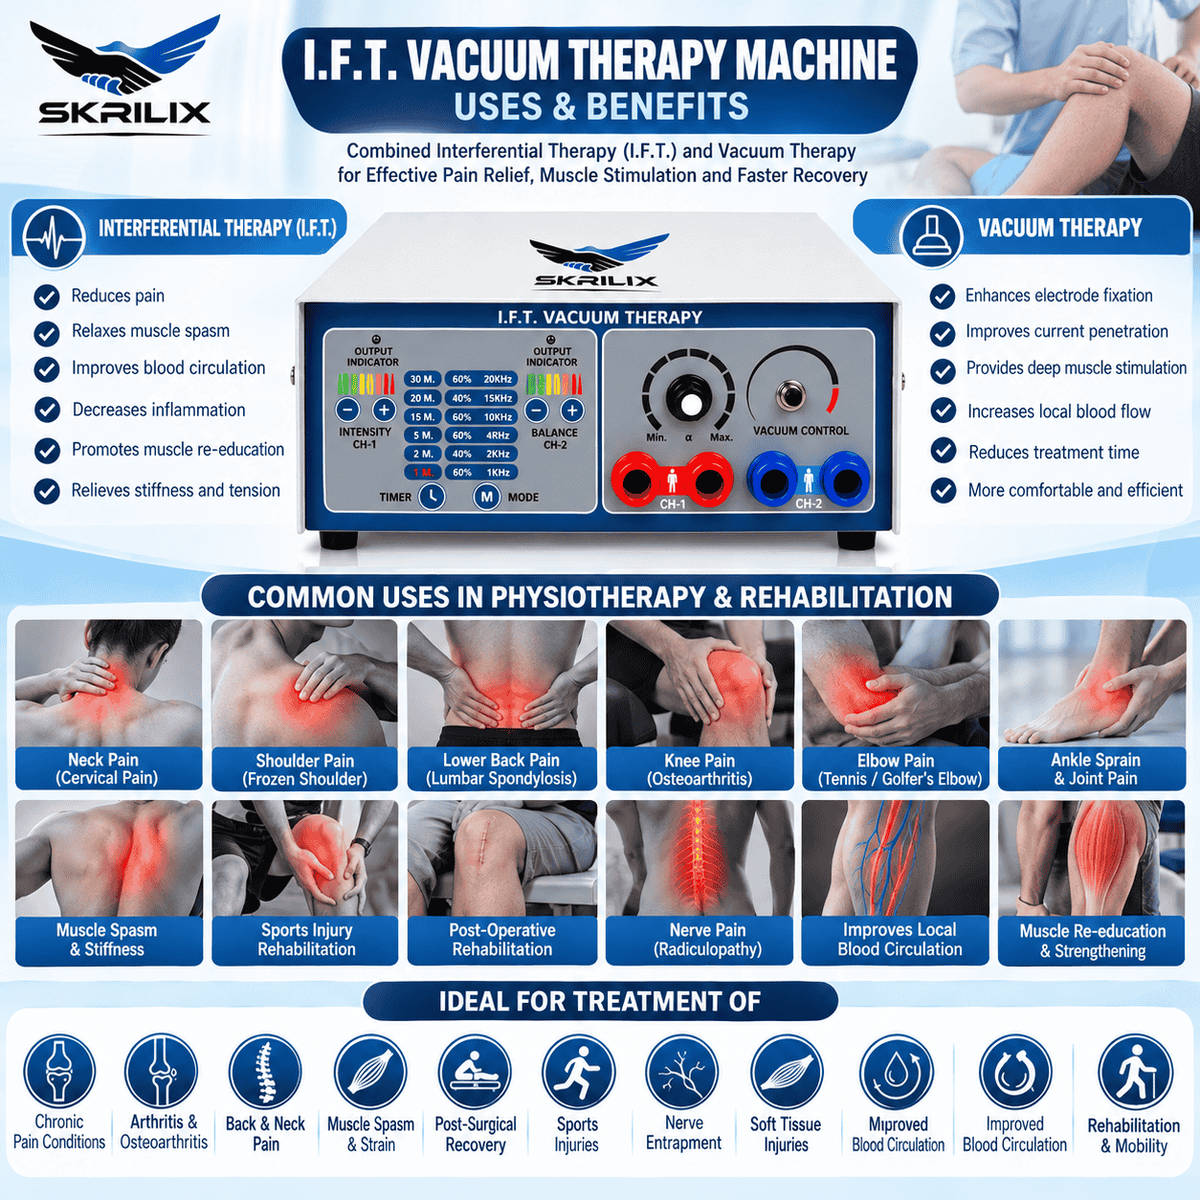 SKRILIX
I.F.T. VACUUM THERAPY MACHINE
USES & BENEFITS
Combined Interferential Therapy (I.F.T.) and Vacuum Therapy
for Effective Pain Relief, Muscle Stimulation and Faster Recovery
INTERFERENTIAL THERAPY (I.F.T.)
Reduces pain
Relaxes muscle spasm
Improves blood circulation
Decreases inflammation
Promotes muscle re-education
Relieves stiffness and tension
VACUUM THERAPY
Enhances electrode fixation
Improves current penetration
Provides deep muscle stimulation
Increases local blood flow
Reduces treatment time
More comfortable and efficient
SKRILIX
I.F.T. VACUUM THERAPY
OUTPUT
INDICATOR
− +
INTENSITY
CH-1
30 M. 60% 20KHz
20 M. 40% 15KHz
15 M. 60% 10KHz
5 M. 60% 4RHz
2 M. 40% 2KHz
1 M. 60% 1KHz
TIMER M MODE
OUTPUT
INDICATOR
− +
BALANCE
CH-2
Min. α Max.
VACUUM CONTROL
CH-1
CH-2
COMMON USES IN PHYSIOTHERAPY & REHABILITATION
Neck Pain
(Cervical Pain)
Shoulder Pain
(Frozen Shoulder)
Lower Back Pain
(Lumbar Spondylosis)
Knee Pain
(Osteoarthritis)
Elbow Pain
(Tennis / Golfer's Elbow)
Ankle Sprain
& Joint Pain
Muscle Spasm
& Stiffness
Sports Injury
Rehabilitation
Post-Operative
Rehabilitation
Nerve Pain
(Radiculopathy)
Improves Local
Blood Circulation
Muscle Re-education
& Strengthening
IDEAL FOR TREATMENT OF
Chronic
Pain Conditions
Arthritis &
Osteoarthritis
Back & Neck
Pain
Muscle Spasm
& Strain
Post-Surgical
Recovery
Sports
Injuries
Nerve
Entrapment
Soft Tissue
Injuries
Mıproved
Blood Circulation
Improved
Blood Circulation
Rehabilitation
& Mobility